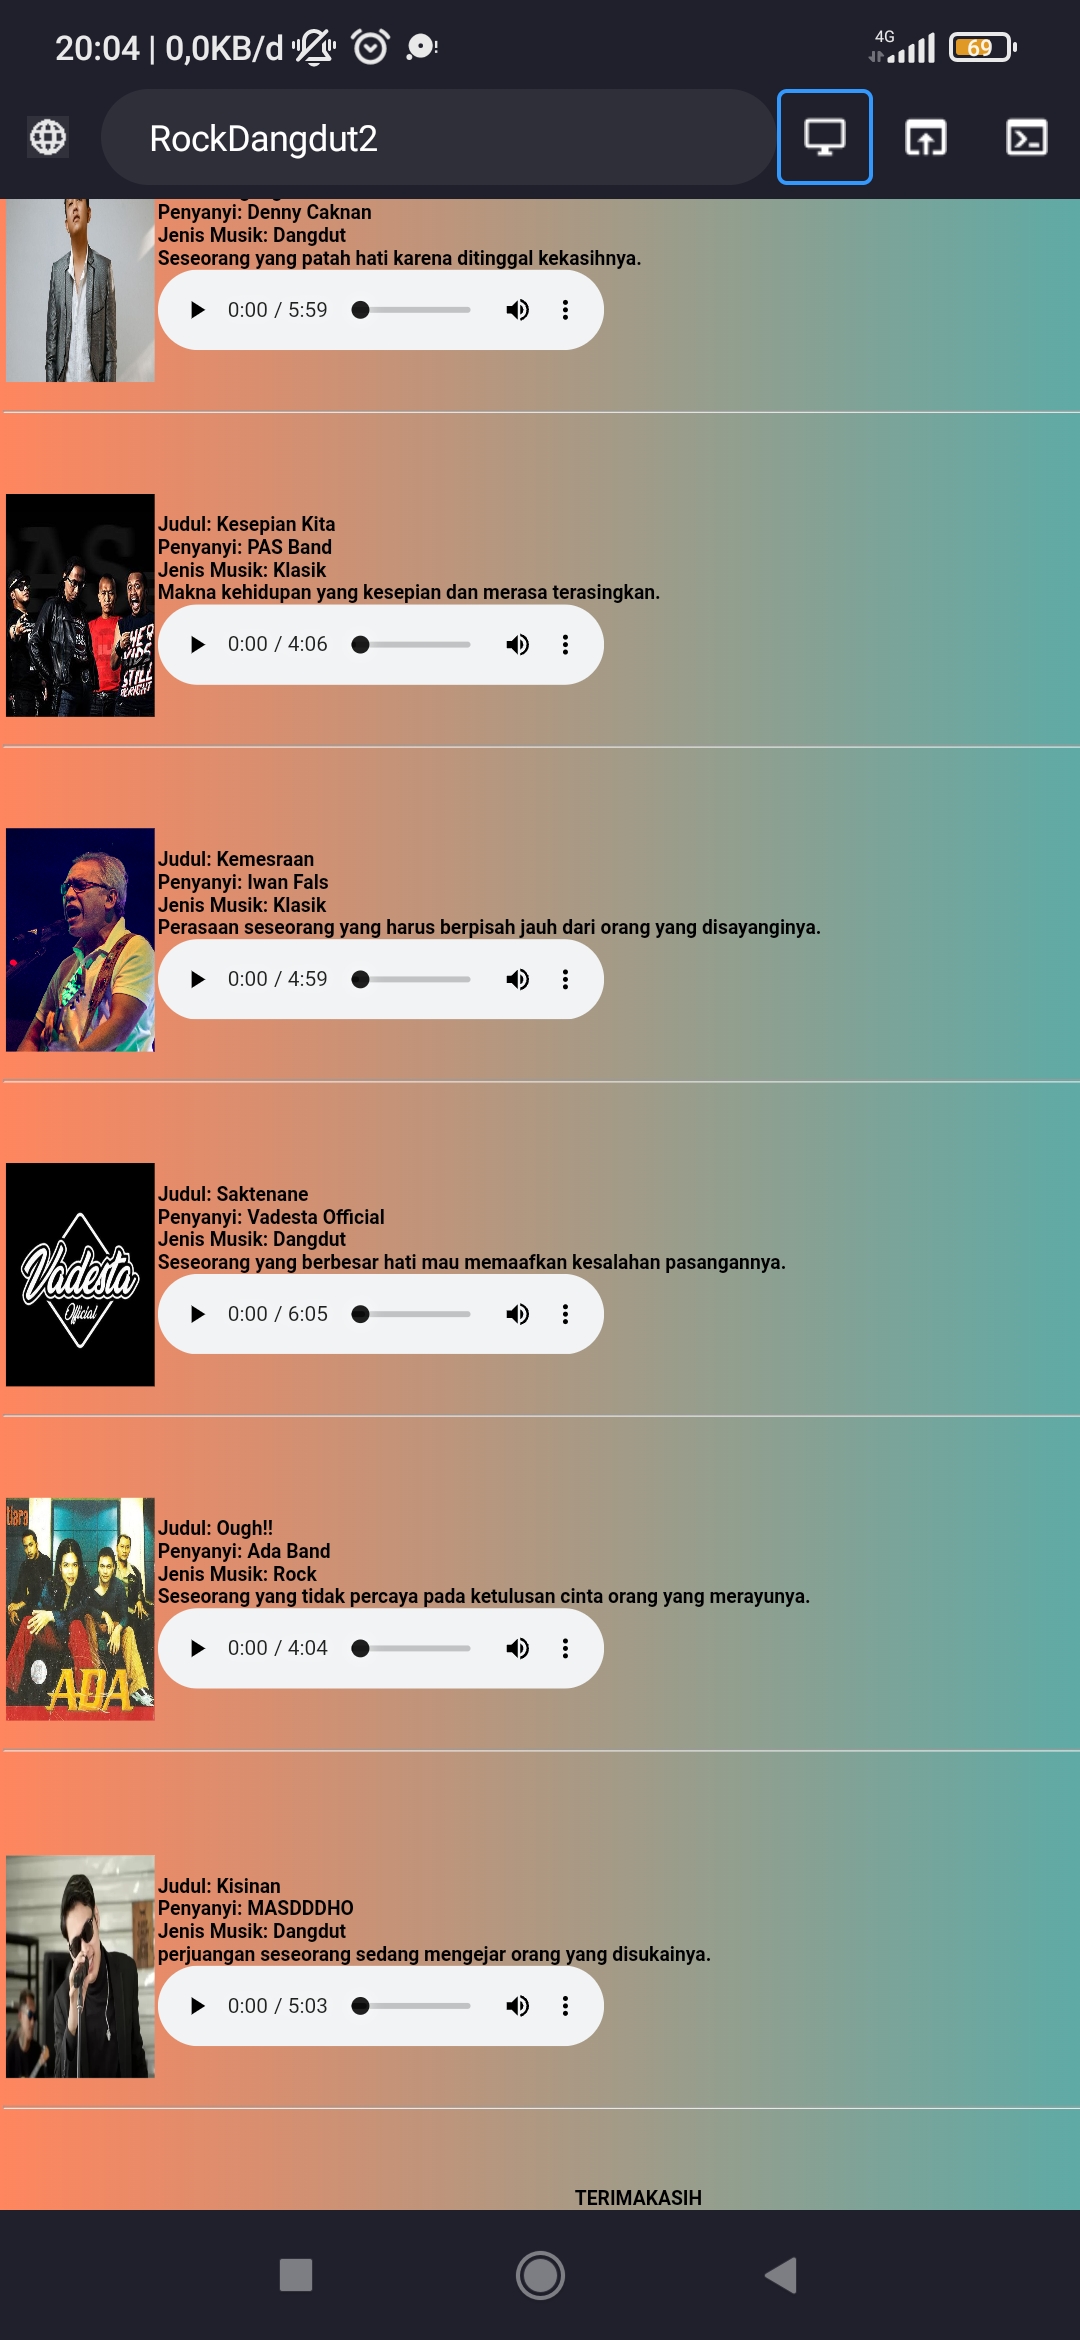 20:04 | 0,0KB/d
4G
69
RockDangdut2
Penyanyi: Denny Caknan
Jenis Musik: Dangdut
Seseorang yang patah hati karena ditinggal kekasihnya.
0:00 / 5:59
Judul: Kesepian Kita
Penyanyi: PAS Band
Jenis Musik: Klasik
Makna kehidupan yang kesepian dan merasa terasingkan.
0:00 / 4:06
Judul: Kemesraan
Penyanyi: Iwan Fals
Jenis Musik: Klasik
Perasaan seseorang yang harus berpisah jauh dari orang yang disayanginya.
0:00 / 4:59
Vadesta
Official
Judul: Saktenane
Penyanyi: Vadesta Official
Jenis Musik: Dangdut
Seseorang yang berbesar hati mau memaafkan kesalahan pasangannya.
0:00 / 6:05
ADA
Judul: Ough!!
Penyanyi: Ada Band
Jenis Musik: Rock
Seseorang yang tidak percaya pada ketulusan cinta orang yang merayunya.
0:00 / 4:04
Judul: Kisinan
Penyanyi: MASDDDHO
Jenis Musik: Dangdut
perjuangan seseorang sedang mengejar orang yang disukainya.
0:00 / 5:03
TERIMAKASIH